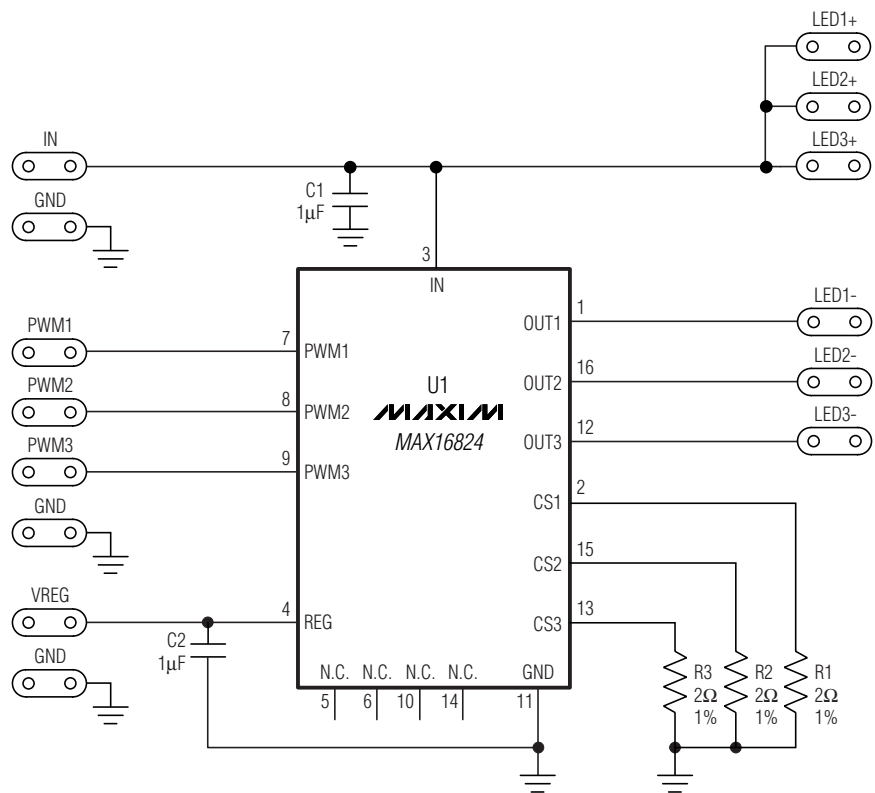 LED1+
LED2+
LED3+
IN
GND
C1
1µF
3
IN
PWM1
7
PWM1
PWM2
8
PWM2
PWM3
9
PWM3
GND
U1
MAXIM
MAX16824
OUT1
1
LED1-
OUT2
16
LED2-
OUT3
12
LED3-
CS1
2
CS2
15
CS3
13
VREG
4
REG
C2
1µF
GND
N.C. N.C. N.C. N.C. GND
5 6 10 14 11
R3
2Ω
1%
R2
2Ω
1%
R1
2Ω
1%